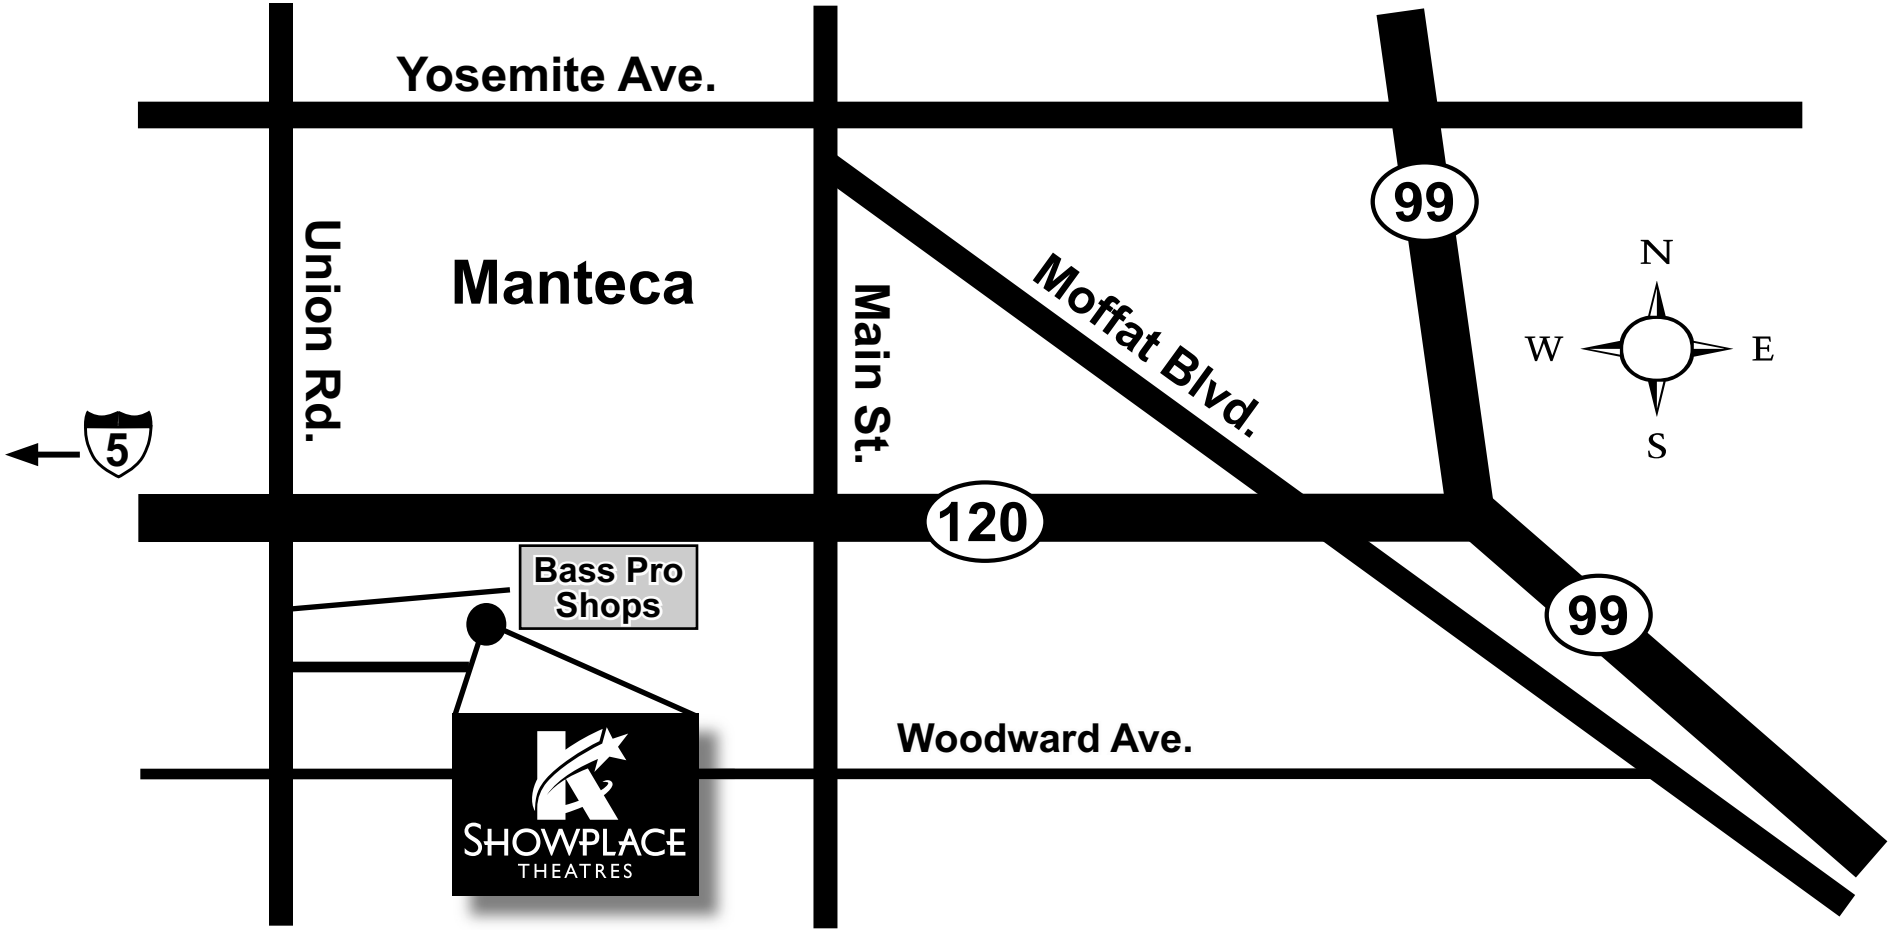 Yosemite Ave.
99
Union Rd.
Manteca
Main St.
Moffat Blvd.
N
W
E
S
5
120
Bass Pro
Shops
99
Woodward Ave.
K
SHOWPLACE
THEATRES